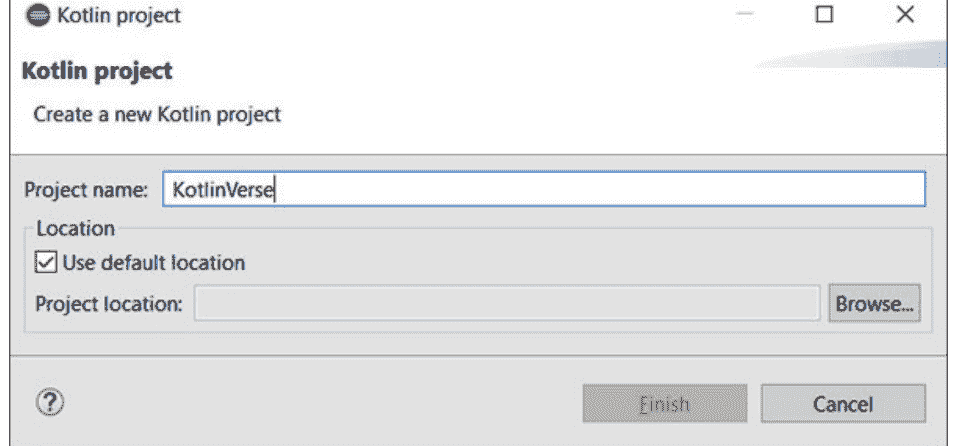 Kotlin project
Kotlin project
Create a new Kotlin project
Project name: KotlinVerse
Location
Use default location
Project location: Browse...
? Finish Cancel